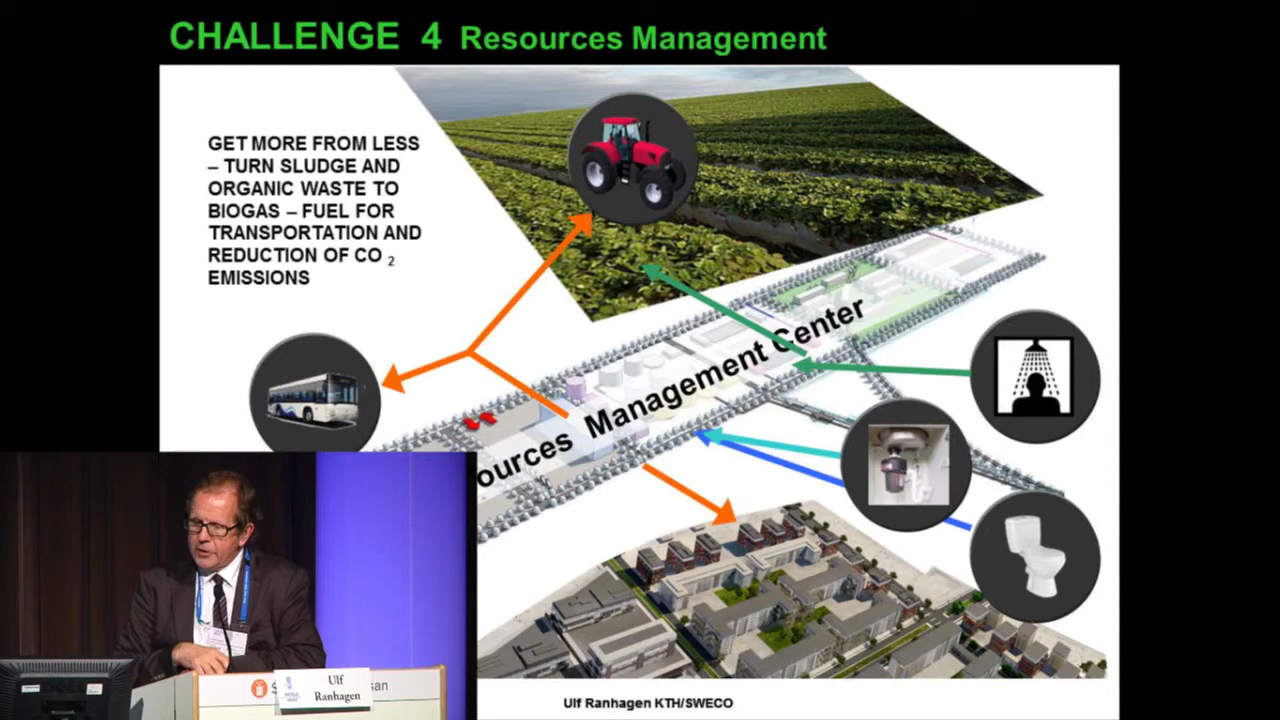 CHALLENGE 4 Resources Management
GET MORE FROM LESS
– TURN SLUDGE AND
ORGANIC WASTE TO
BIOGAS – FUEL FOR
TRANSPORTATION AND
REDUCTION OF CO 2
EMISSIONS
ources Management Center
Ulf
Ranhagen
Ulf Ranhagen KTH/SWECO